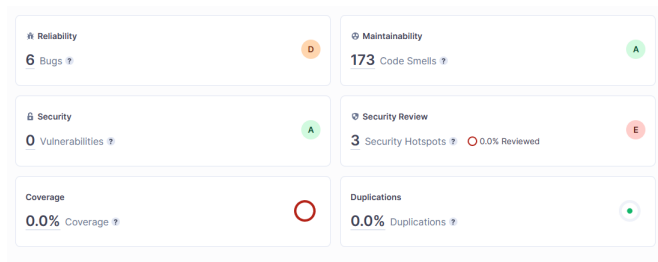 Reliability
6 Bugs ?
D
Maintainability
173 Code Smells ?
A
Security
0 Vulnerabilities ?
A
Security Review
3 Security Hotspots ? 0.0% Reviewed
E
Coverage
0.0% Coverage ?
Duplications
0.0% Duplications ?